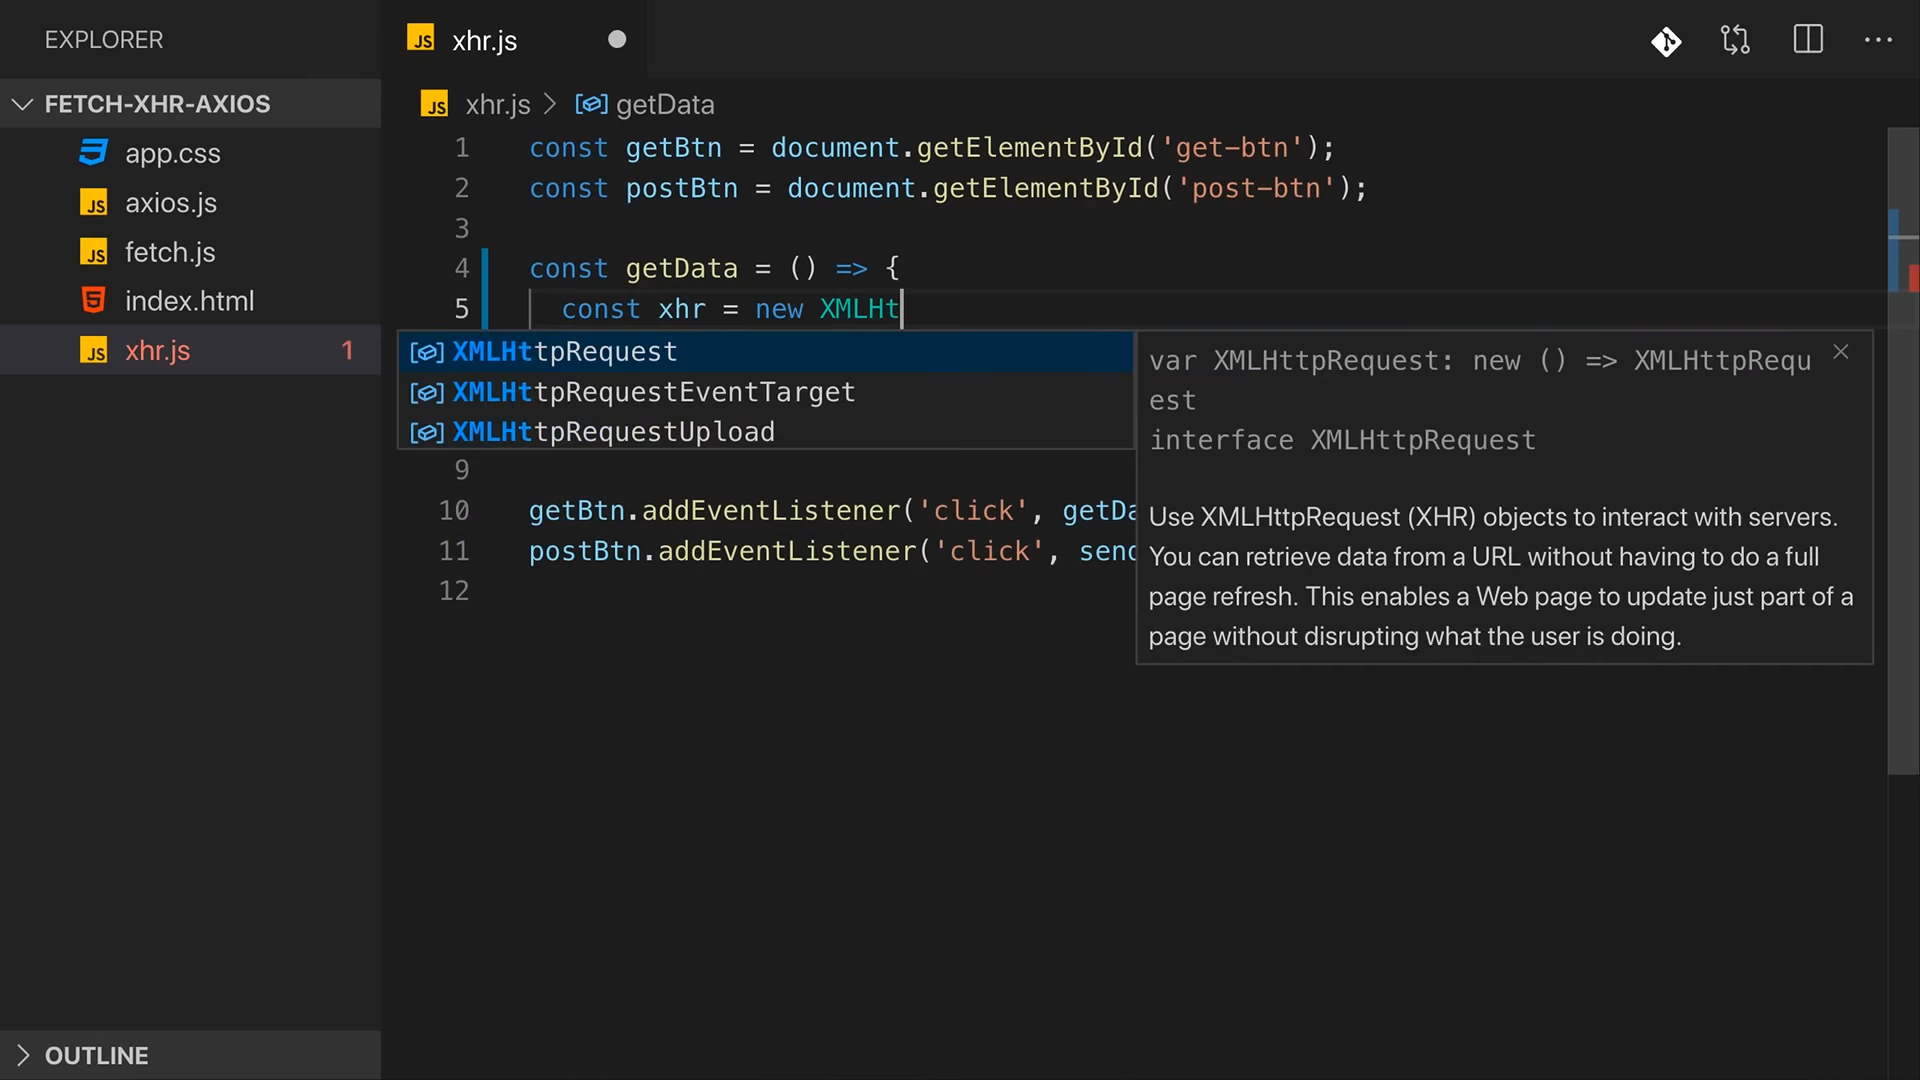 EXPLORER
FETCH-XHR-AXIOS
app.css
axios.js
fetch.js
index.html
xhr.js 1
OUTLINE
xhr.js
xhr.js > getData
1 const getBtn = document.getElementById('get-btn');
2 const postBtn = document.getElementById('post-btn');
3
4 const getData = () => {
5 const xhr = new XMLHt
XMLHttpRequest
XMLHttpRequestEventTarget
XMLHttpRequestUpload
9
10 getBtn.addEventListener('click', getDa
11 postBtn.addEventListener('click', send
12
var XMLHttpRequest: new () => XMLHttpRequ
est
interface XMLHttpRequest
Use XMLHttpRequest (XHR) objects to interact with servers.
You can retrieve data from a URL without having to do a full
page refresh. This enables a Web page to update just part of a
page without disrupting what the user is doing.